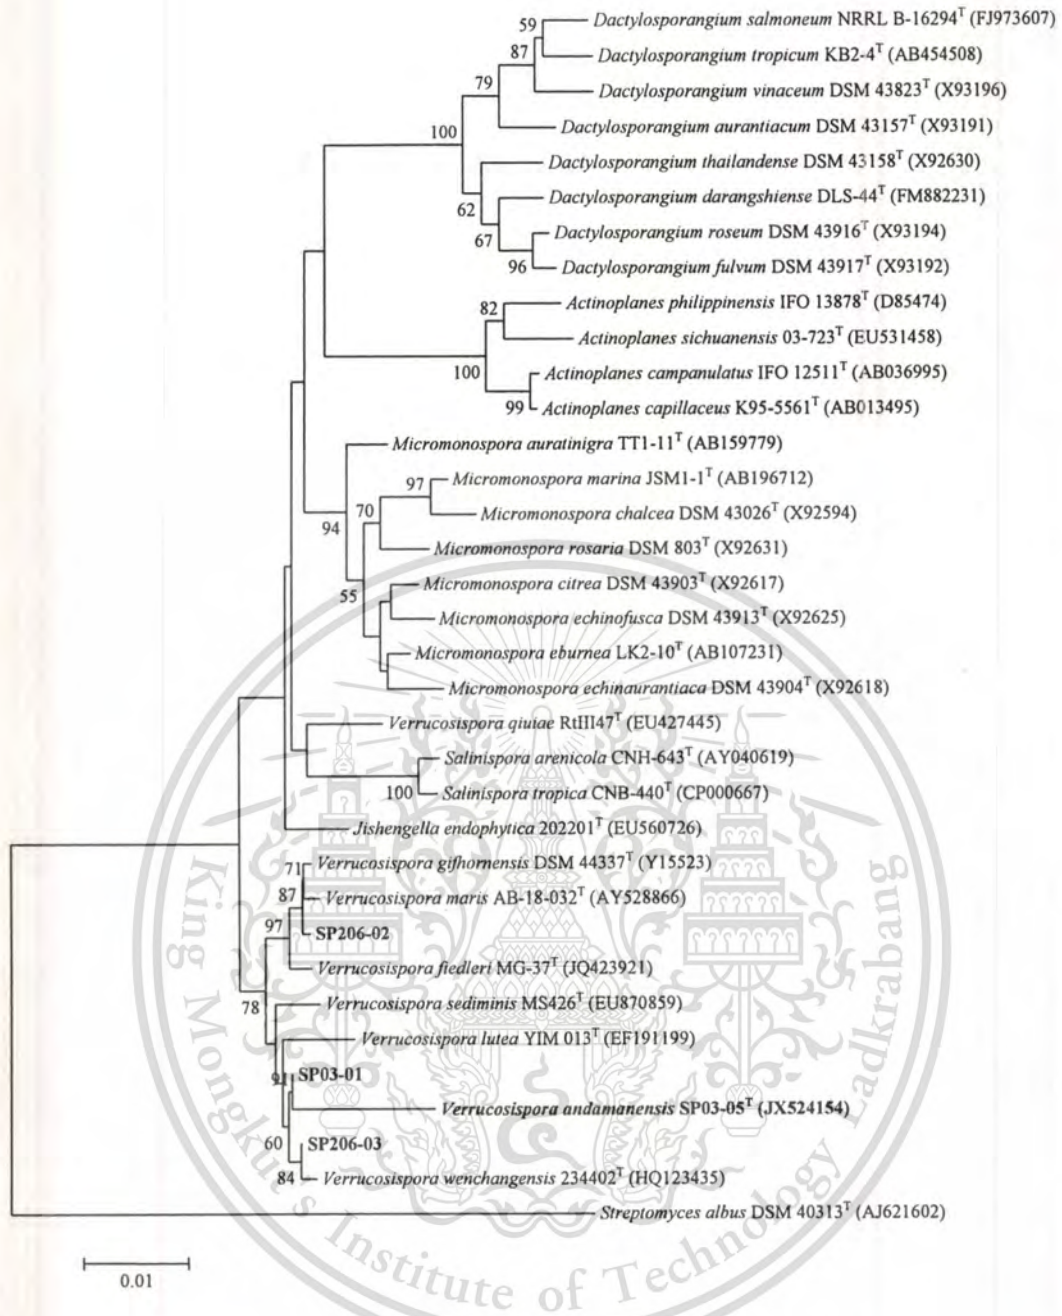 59 Dactylosporangium salmoneum NRRL B-16294T (FJ973607)
87 Dactylosporangium tropicum KB2-4T (AB454508)
79 Dactylosporangium vinaceum DSM 43823T (X93196)
100 Dactylosporangium aurantiacum DSM 43157T (X93191)
Dactylosporangium thailandense DSM 43158T (X92630)
62 Dactylosporangium darangshiense DLS-44T (FM882231)
67 Dactylosporangium roseum DSM 43916T (X93194)
96 Dactylosporangium fulvum DSM 43917T (X93192)
82 Actinoplanes philippinensis IFO 13878T (D85474)
Actinoplanes sichuanensis 03-723T (EU531458)
100 Actinoplanes campanulatus IFO 12511T (AB036995)
99 Actinoplanes capillaceus K95-5561T (AB013495)
Micromonospora auratinigra TT1-11T (AB159779)
97 Micromonospora marina JSM1-1T (AB196712)
70 Micromonospora chalcea DSM 43026T (X92594)
94 Micromonospora rosaria DSM 803T (X92631)
55 Micromonospora citrea DSM 43903T (X92617)
Micromonospora echinofusca DSM 43913T (X92625)
Micromonospora eburnea LK2-10T (AB107231)
Micromonospora echinaurantiaca DSM 43904T (X92618)
Verrucosispora qiuiae RtIII47T (EU427445)
Salinispora arenicola CNH-643T (AY040619)
100 Salinispora tropica CNB-440T (CP000667)
Jishengella endophytica 202201T (EU560726)
71 Verrucosispora gifhornensis DSM 44337T (Y15523)
87 Verrucosispora maris AB-18-032T (AY528866)
97 SP206-02
Verrucosispora fiedleri MG-37T (JQ423921)
78 Verrucosispora sediminis MS426T (EU870859)
Verrucosispora lutea YIM 013T (EF191199)
91 SP03-01
Verrucosispora andamanensis SP03-05T (JX524154)
60 SP206-03
84 Verrucosispora wenchangensis 234402T (HQ123435)
Streptomyces albus DSM 40313T (AJ621602)
0.01
King Mongkut's Institute of Technology Ladkrabang